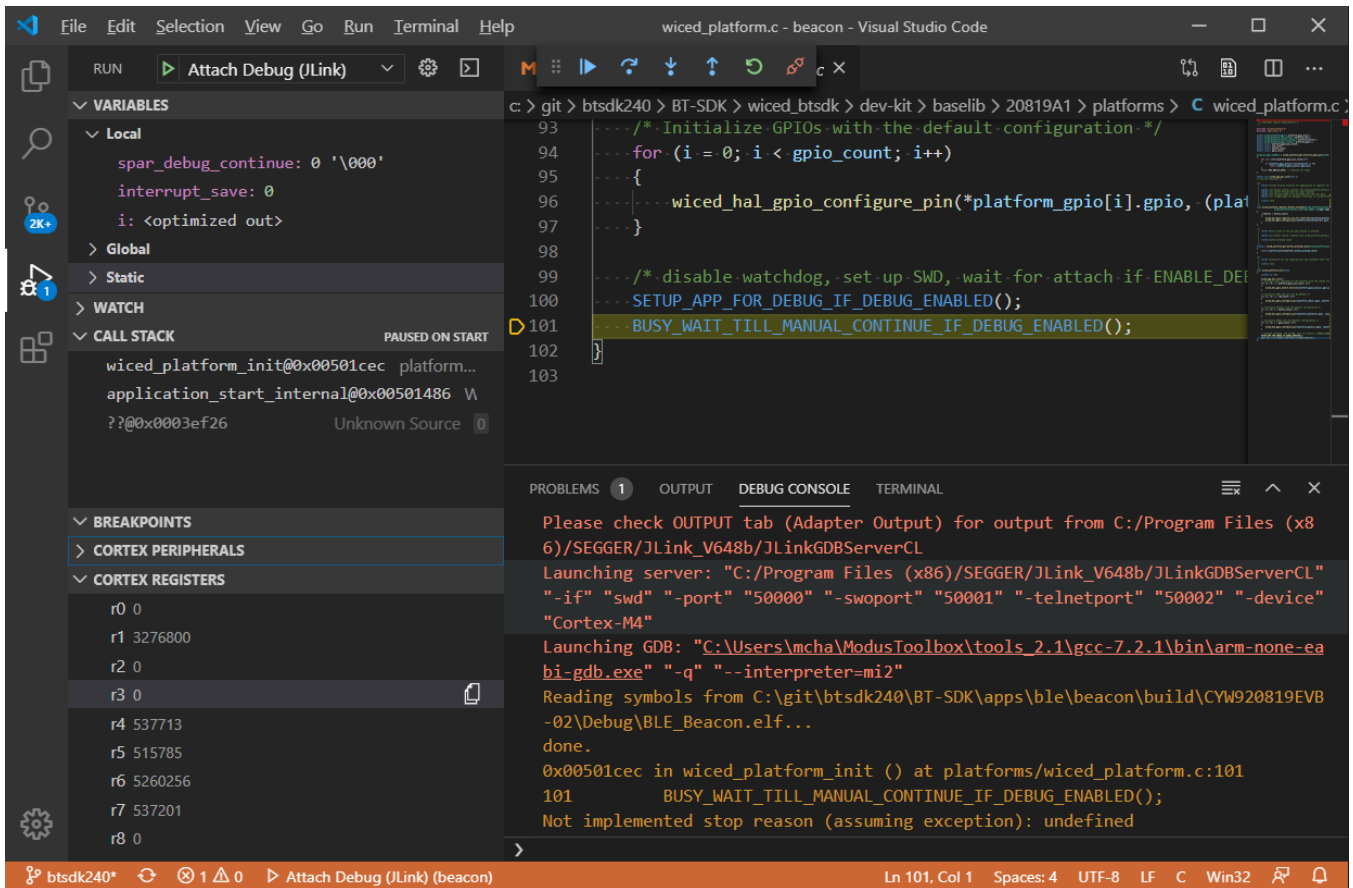 File Edit Selection View Go Run Terminal Help wiced_platform.c - beacon - Visual Studio Code
RUN Attach Debug (JLink)
VARIABLES
Local
spar_debug_continue: 0 '\000'
interrupt_save: 0
i: <optimized out>
Global
Static
WATCH
CALL STACK PAUSED ON START
wiced_platform_init@0x00501cec platform...
application_start_internal@0x00501486 W
??@0x0003ef26 Unknown Source 0
BREAKPOINTS
CORTEX PERIPHERALS
CORTEX REGISTERS
r0 0
r1 3276800
r2 0
r3 0
r4 537713
r5 515785
r6 5260256
r7 537201
r8 0
2K+
1
M c
c: > git > btsdk240 > BT-SDK > wiced_btsdk > dev-kit > baselib > 20819A1 > platforms > C wiced_platform.c
93 /* Initialize GPIOs with the default configuration */
94 for (i = 0; i < gpio_count; i++)
95 {
96 wiced_hal_gpio_configure_pin(*platform_gpio[i].gpio, (plat
97 }
98
99 /* disable watchdog, set up SWD, wait for attach if ENABLE_DEB
100 SETUP_APP_FOR_DEBUG_IF_DEBUG_ENABLED();
101 BUSY_WAIT_TILL_MANUAL_CONTINUE_IF_DEBUG_ENABLED();
102 }
103
PROBLEMS 1 OUTPUT DEBUG CONSOLE TERMINAL
Please check OUTPUT tab (Adapter Output) for output from C:/Program Files (x8
6)/SEGGER/JLink_V648b/JLinkGDBServerCL
Launching server: "C:/Program Files (x86)/SEGGER/JLink_V648b/JLinkGDBServerCL"
"-if" "swd" "-port" "50000" "-swoport" "50001" "-telnetport" "50002" "-device"
"Cortex-M4"
Launching GDB: "C:\Users\mcha\ModusToolbox\tools_2.1\gcc-7.2.1\bin\arm-none-ea
bi-gdb.exe" "-q" "--interpreter=mi2"
Reading symbols from C:\git\btsdk240\BT-SDK\apps\ble\beacon\build\CYW920819EVB
-02\Debug\BLE_Beacon.elf...
done.
0x00501cec in wiced_platform_init () at platforms/wiced_platform.c:101
101 BUSY_WAIT_TILL_MANUAL_CONTINUE_IF_DEBUG_ENABLED();
Not implemented stop reason (assuming exception): undefined
btsdk240* 1 0 Attach Debug (JLink) (beacon) Ln 101, Col 1 Spaces: 4 UTF-8 LF C Win32